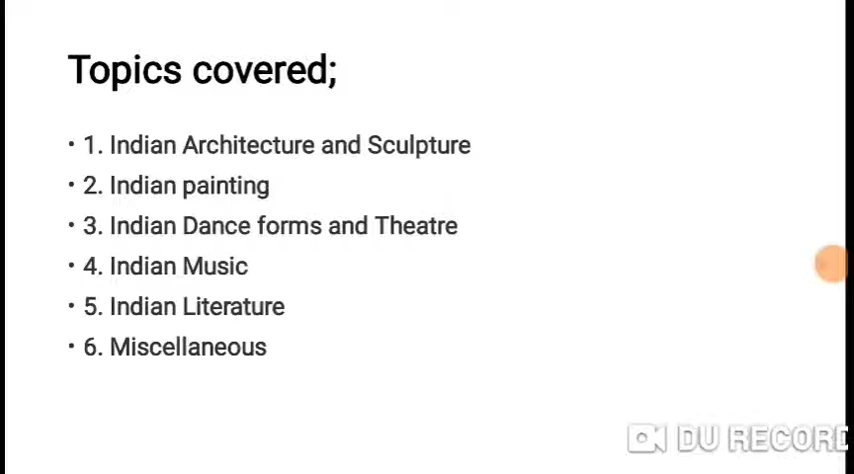 Topics covered;
• 1. Indian Architecture and Sculpture
• 2. Indian painting
• 3. Indian Dance forms and Theatre
• 4. Indian Music
• 5. Indian Literature
• 6. Miscellaneous
DU RECORD